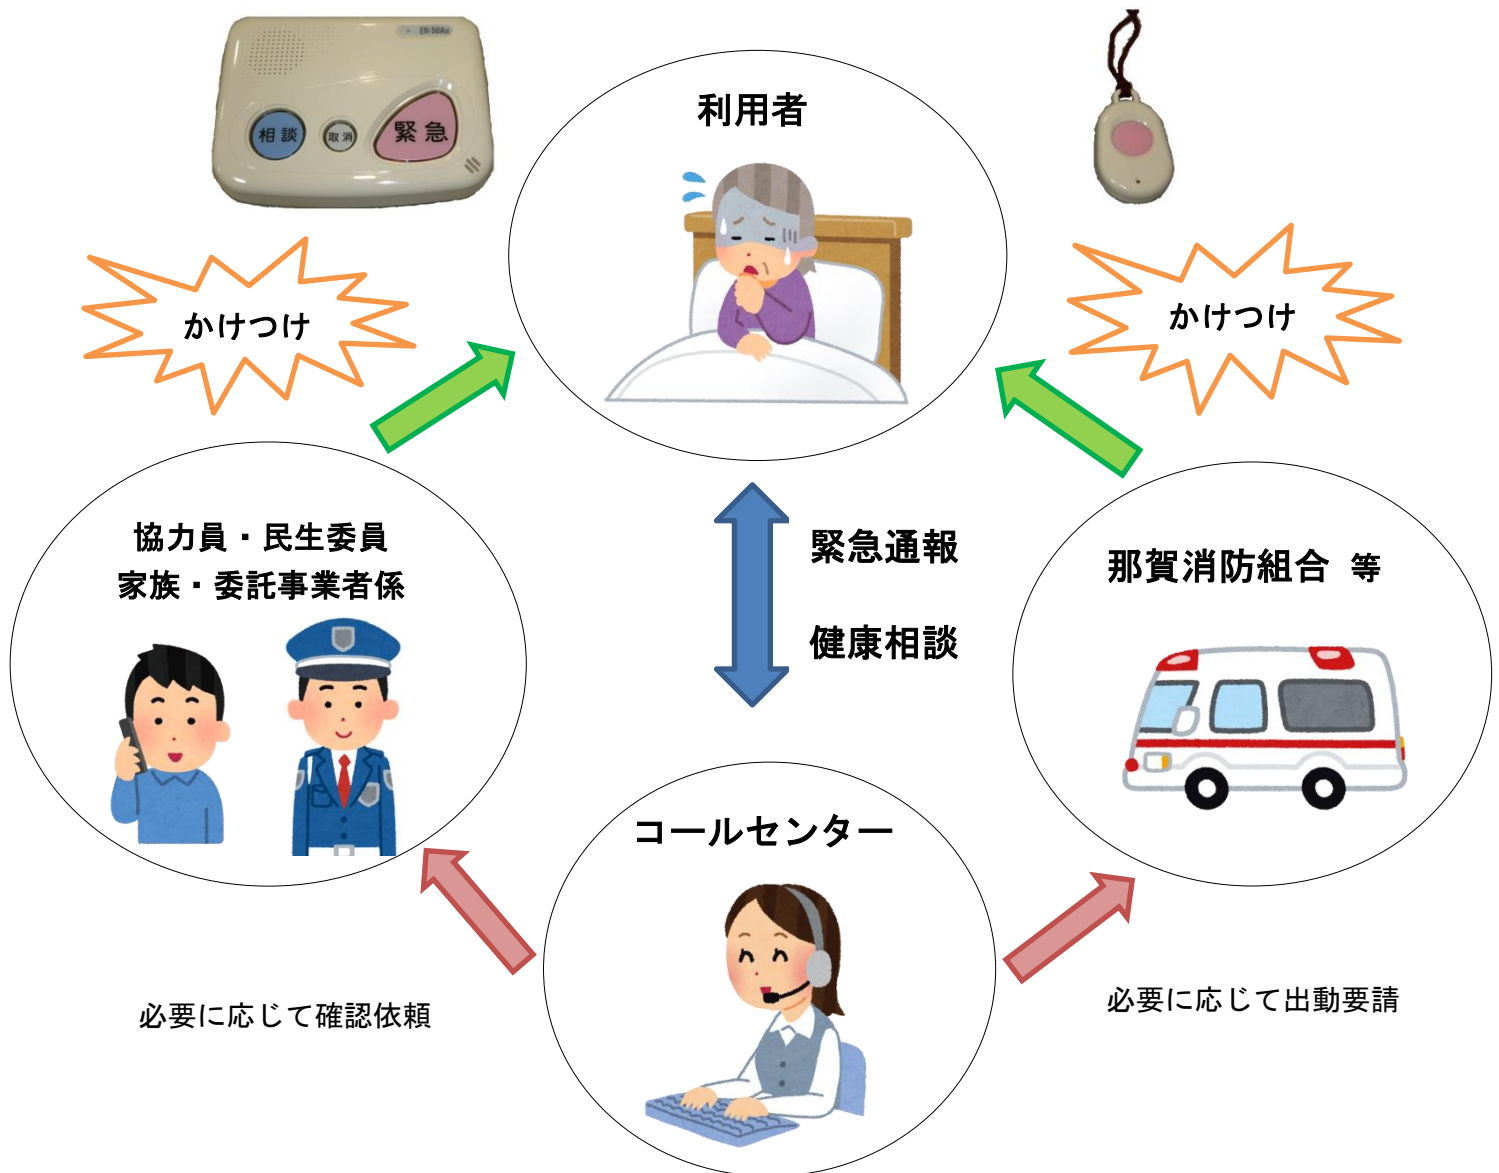 ER-50Ae
相談
取消
緊急
利用者
かけつけ
かけつけ
協力員・民生委員
家族・委託事業者係
緊急通報
健康相談
那賀消防組合 等
コールセンター
必要に応じて確認依頼
必要に応じて出動要請